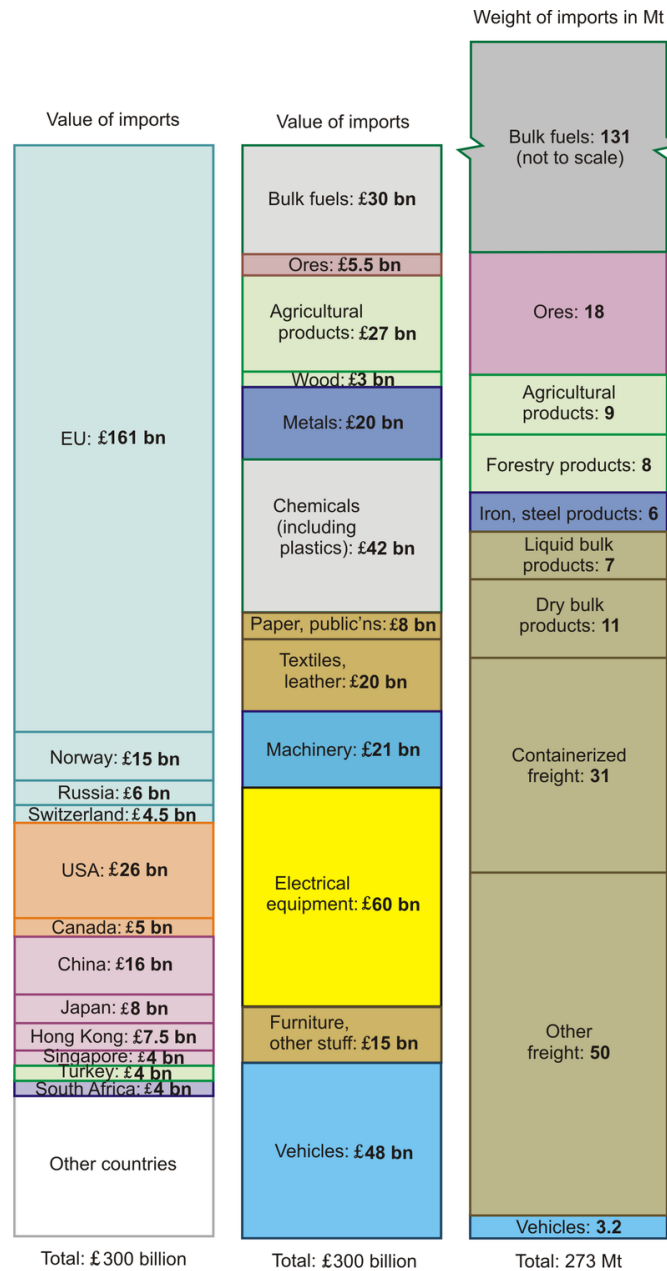 Value of imports
EU: £161 bn
Norway: £15 bn
Russia: £6 bn
Switzerland: £4.5 bn
USA: £26 bn
Canada: £5 bn
China: £16 bn
Japan: £8 bn
Hong Kong: £7.5 bn
Singapore: £4 bn
Turkey: £4 bn
South Africa: £4 bn
Other countries
Total: £300 billion
Value of imports
Bulk fuels: £30 bn
Ores: £5.5 bn
Agricultural
products: £27 bn
Wood: £3 bn
Metals: £20 bn
Chemicals
(including
plastics): £42 bn
Paper, public'ns: £8 bn
Textiles,
leather: £20 bn
Machinery: £21 bn
Electrical
equipment: £60 bn
Furniture,
other stuff: £15 bn
Vehicles: £48 bn
Total: £300 billion
Weight of imports in Mt
Bulk fuels: 131
(not to scale)
Ores: 18
Agricultural
products: 9
Forestry products: 8
Iron, steel products: 6
Liquid bulk
products: 7
Dry bulk
products: 11
Containerized
freight: 31
Other
freight: 50
Vehicles: 3.2
Total: 273 Mt